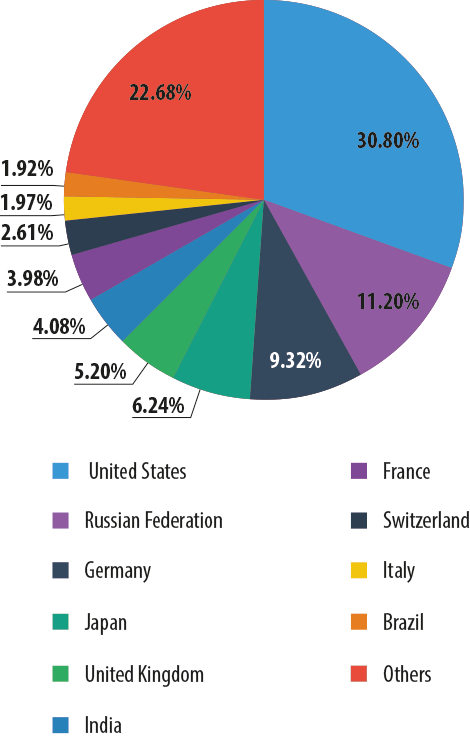 22.68%
30.80%
1.92%
1.97%
2.61%
3.98%
11.20%
4.08%
9.32%
5.20%
6.24%
United States
Russian Federation
Germany
Japan
United Kingdom
India
France
Switzerland
Italy
Brazil
Others